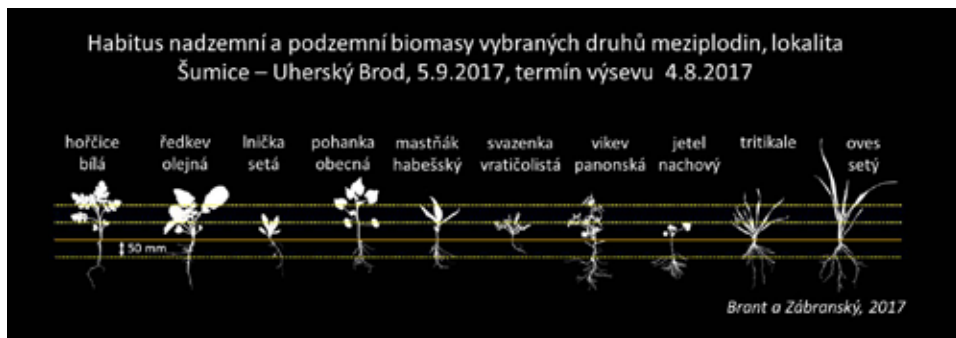 Habitus nadzemní a podzemní biomasy vybraných druhů meziplodin, lokalita
Šumice – Uherský Brod, 5.9.2017, termín výsevu 4.8.2017
hořčice bílá
ředkev olejná
lnička setá
pohanka obecná
mastňák habešský
svazenka vratičolistá
vikev panonská
jetel nachový
tritikale
oves setý
50 mm
Brant a Zábranský, 2017